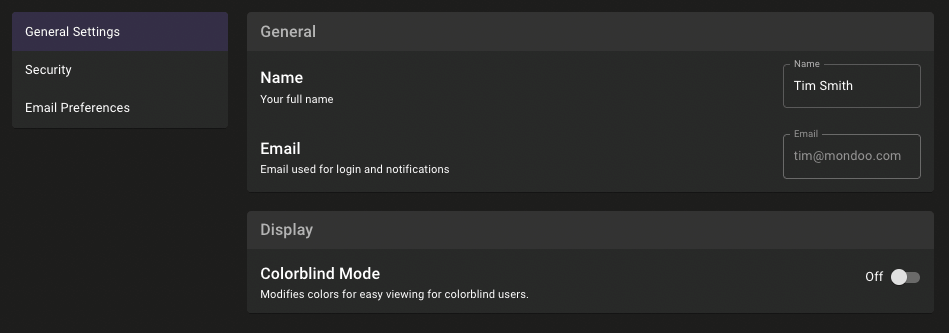 General Settings
Security
Email Preferences
General
Name
Your full name
Name
Tim Smith
Email
Email used for login and notifications
Email
tim@mondoo.com
Display
Colorblind Mode
Modifies colors for easy viewing for colorblind users.
Off